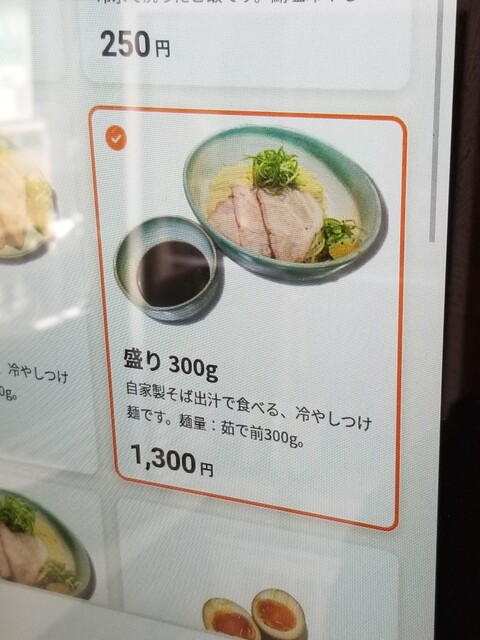 250円
盛り 300g
自家製そば出汁で食べる、冷やしつけ
麺です。麺量：茹で前300g。
1,300円
、冷やしつけ
0g。